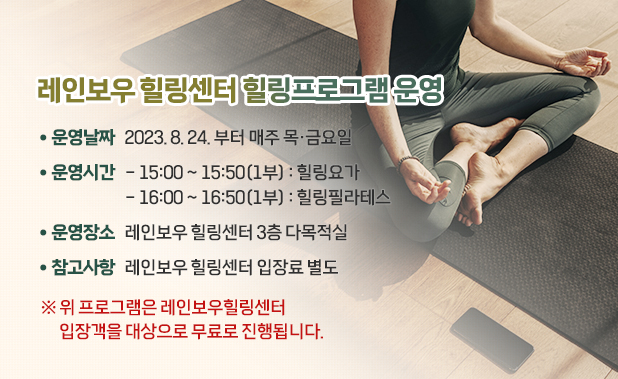 레인보우 힐링센터 힐링프로그램 운영
• 운영날짜 2023. 8. 24. 부터 매주 목·금요일
• 운영시간 - 15:00 ~ 15:50(1부) : 힐링요가
- 16:00 ~ 16:50(1부) : 힐링필라테스
• 운영장소 레인보우 힐링센터 3층 다목적실
• 참고사항 레인보우 힐링센터 입장료 별도
※ 위 프로그램은 레인보우힐링센터
입장객을 대상으로 무료로 진행됩니다.